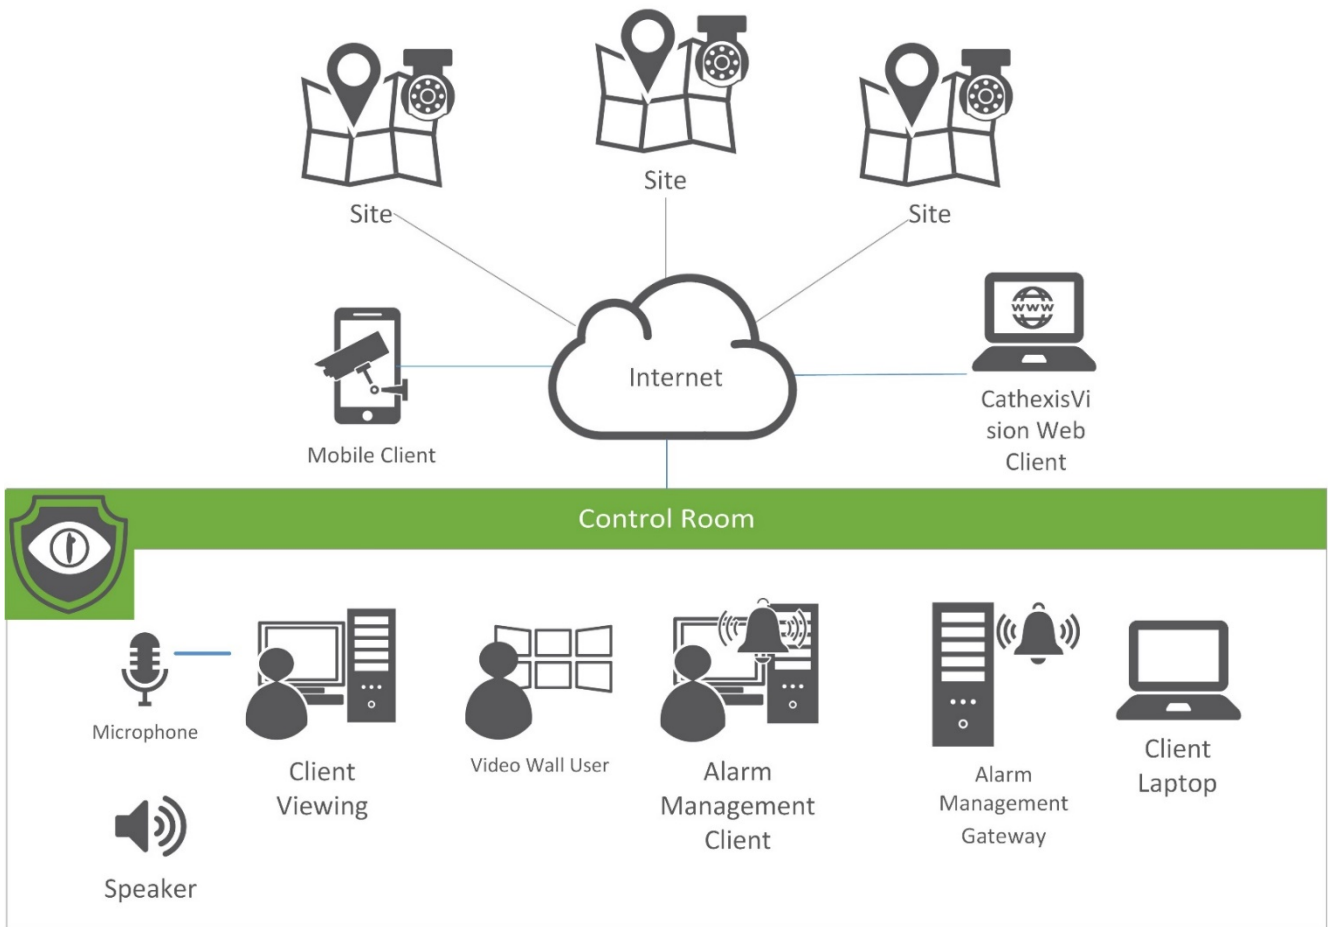 Site
Site
Site
Internet
www
CathexisVi
sion Web
Client
Mobile Client
Control Room
Microphone
Client
Viewing
Video Wall User
Alarm
Management
Client
Alarm
Management
Gateway
Client
Laptop
Speaker